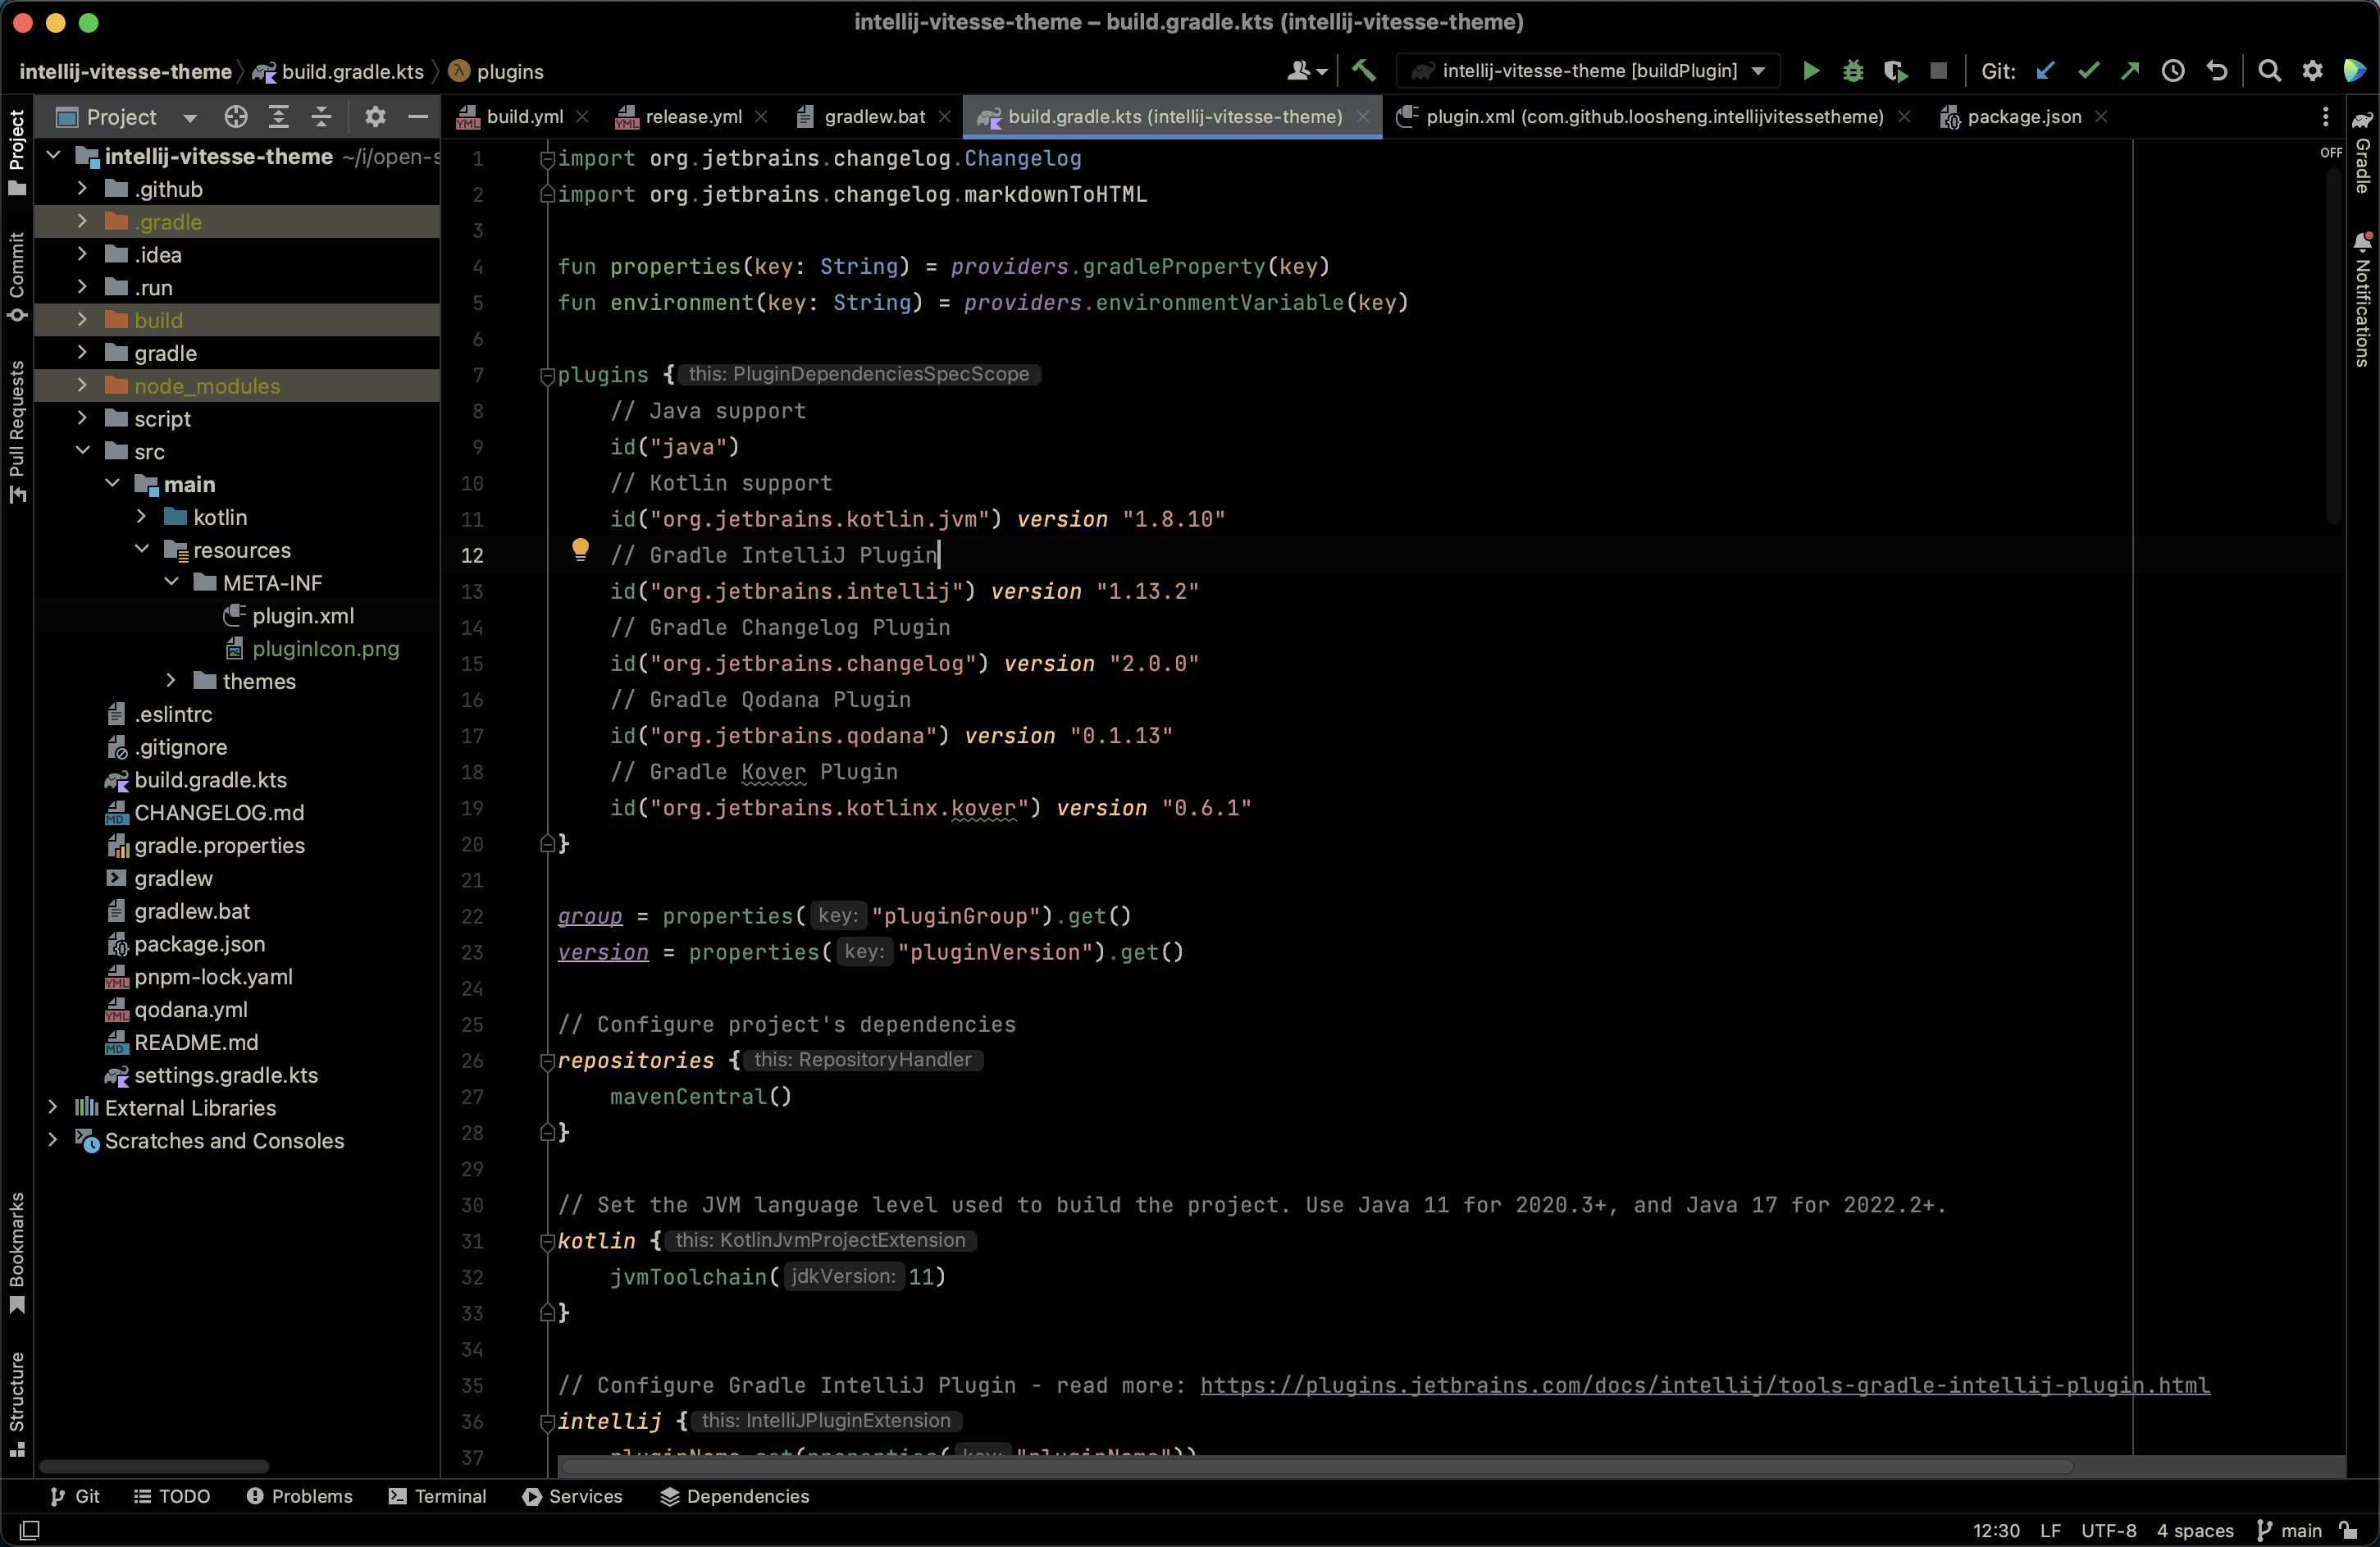 intellij-vitesse-theme – build.gradle.kts (intellij-vitesse-theme)
intellij-vitesse-theme build.gradle.kts λ plugins
intellij-vitesse-theme [buildPlugin] Git:
Project
build.yml release.yml gradlew.bat build.gradle.kts (intellij-vitesse-theme) plugin.xml (com.github.loosheng.intellijvitessetheme) package.json
Project
Commit
Pull Requests
Bookmarks
Structure
intellij-vitesse-theme ~/i/open-s
.github
.gradle
.idea
.run
build
gradle
node_modules
script
src
main
kotlin
resources
META-INF
plugin.xml
pluginIcon.png
themes
.eslintrc
.gitignore
build.gradle.kts
CHANGELOG.md
gradle.properties
gradlew
gradlew.bat
package.json
pnpm-lock.yaml
qodana.yml
README.md
settings.gradle.kts
External Libraries
Scratches and Consoles
1 import org.jetbrains.changelog.Changelog
2 import org.jetbrains.changelog.markdownToHTML
3
4 fun properties(key: String) = providers.gradleProperty(key)
5 fun environment(key: String) = providers.environmentVariable(key)
6
7 plugins { this: PluginDependenciesSpecScope
8 // Java support
9 id("java")
10 // Kotlin support
11 id("org.jetbrains.kotlin.jvm") version "1.8.10"
12 // Gradle IntelliJ Plugin
13 id("org.jetbrains.intellij") version "1.13.2"
14 // Gradle Changelog Plugin
15 id("org.jetbrains.changelog") version "2.0.0"
16 // Gradle Qodana Plugin
17 id("org.jetbrains.qodana") version "0.1.13"
18 // Gradle Kover Plugin
19 id("org.jetbrains.kotlinx.kover") version "0.6.1"
20 }
21
22 group = properties( key: "pluginGroup").get()
23 version = properties( key: "pluginVersion").get()
24
25 // Configure project's dependencies
26 repositories { this: RepositoryHandler
27 mavenCentral()
28 }
29
30 // Set the JVM language level used to build the project. Use Java 11 for 2020.3+, and Java 17 for 2022.2+.
31 kotlin { this: KotlinJvmProjectExtension
32 jvmToolchain( jdkVersion: 11)
33 }
34
35 // Configure Gradle IntelliJ Plugin - read more: https://plugins.jetbrains.com/docs/intellij/tools-gradle-intellij-plugin.html
36 intellij { this: IntelliJPluginExtension
37 pluginName.set(properties( key: "pluginName"))
OFF
Gradle
Notifications
Git TODO Problems Terminal Services Dependencies
12:30 LF UTF-8 4 spaces main